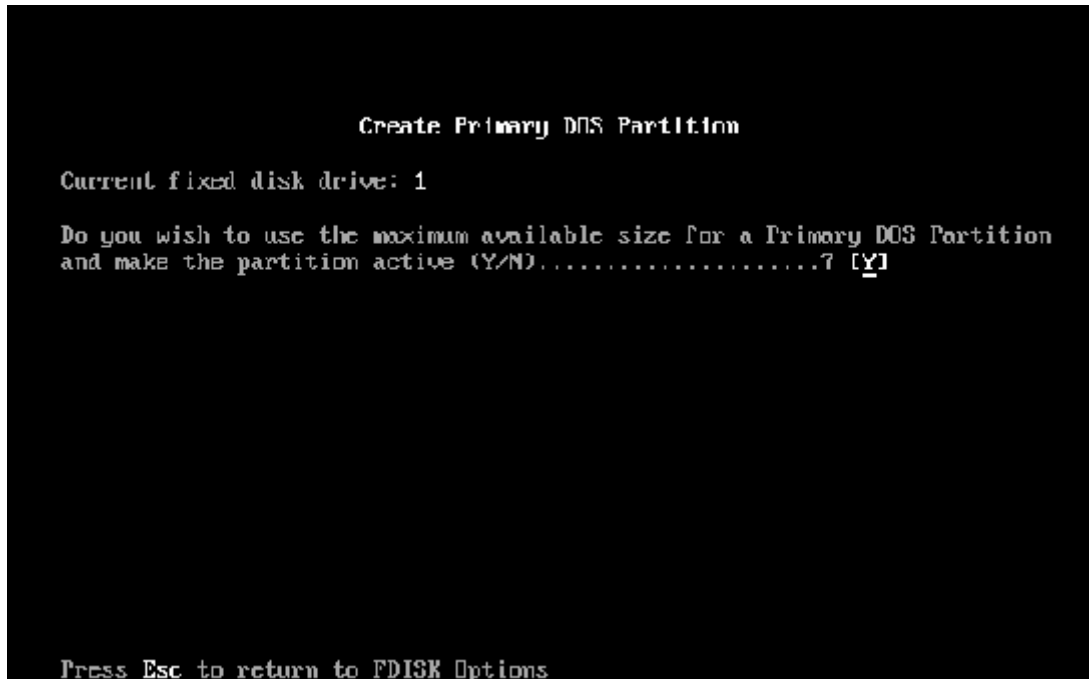 Create Primary DOS Partition
Current fixed disk drive: 1
Do you wish to use the maximum available size for a Primary DOS Partition
and make the partition active (Y/N)......................? [Y]
Press Esc to return to FDISK Options